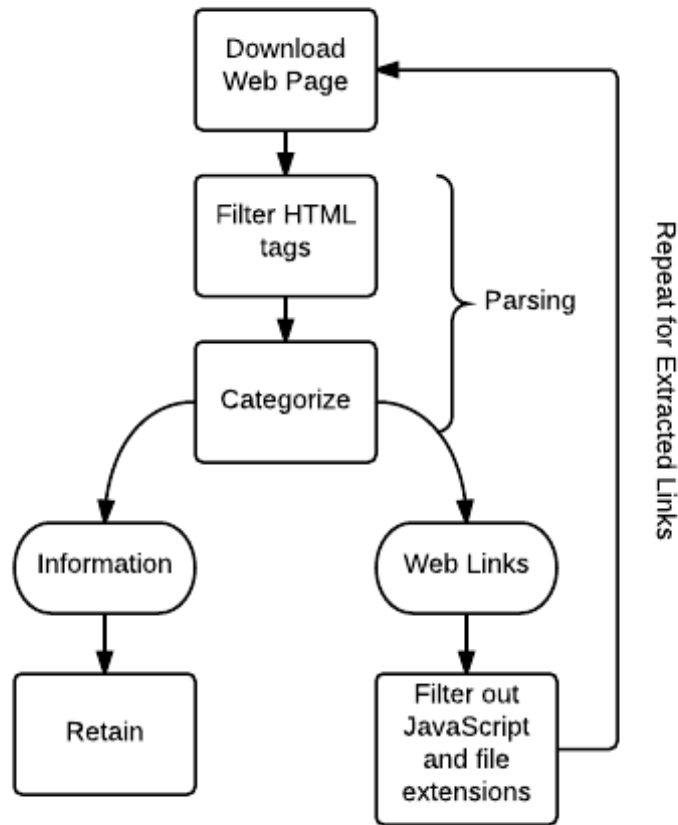 Download
Web Page
Filter HTML
tags
Parsing
Categorize
Information
Web Links
Retain
Filter out
JavaScript
and file
extensions
Repeat for Extracted Links